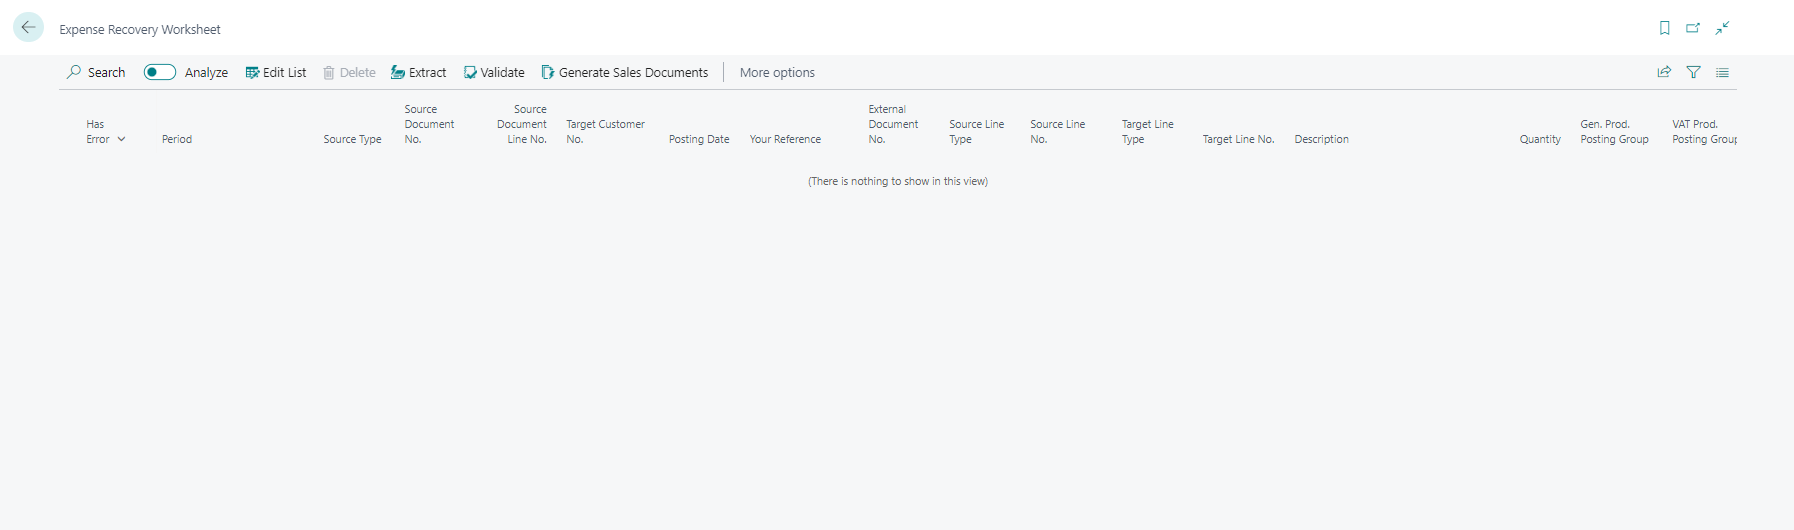 Expense Recovery Worksheet
Search Analyze Edit List Delete Extract Validate Generate Sales Documents More options
Has
Error
Period
Source Type
Source
Document
No.
Source
Document
Line No.
Target Customer
No.
Posting Date
Your Reference
External
Document
No.
Source Line
Type
Source Line
No.
Target Line
Type
Target Line No.
Description
Quantity
Gen. Prod.
Posting Group
VAT Prod.
Posting Group
(There is nothing to show in this view)